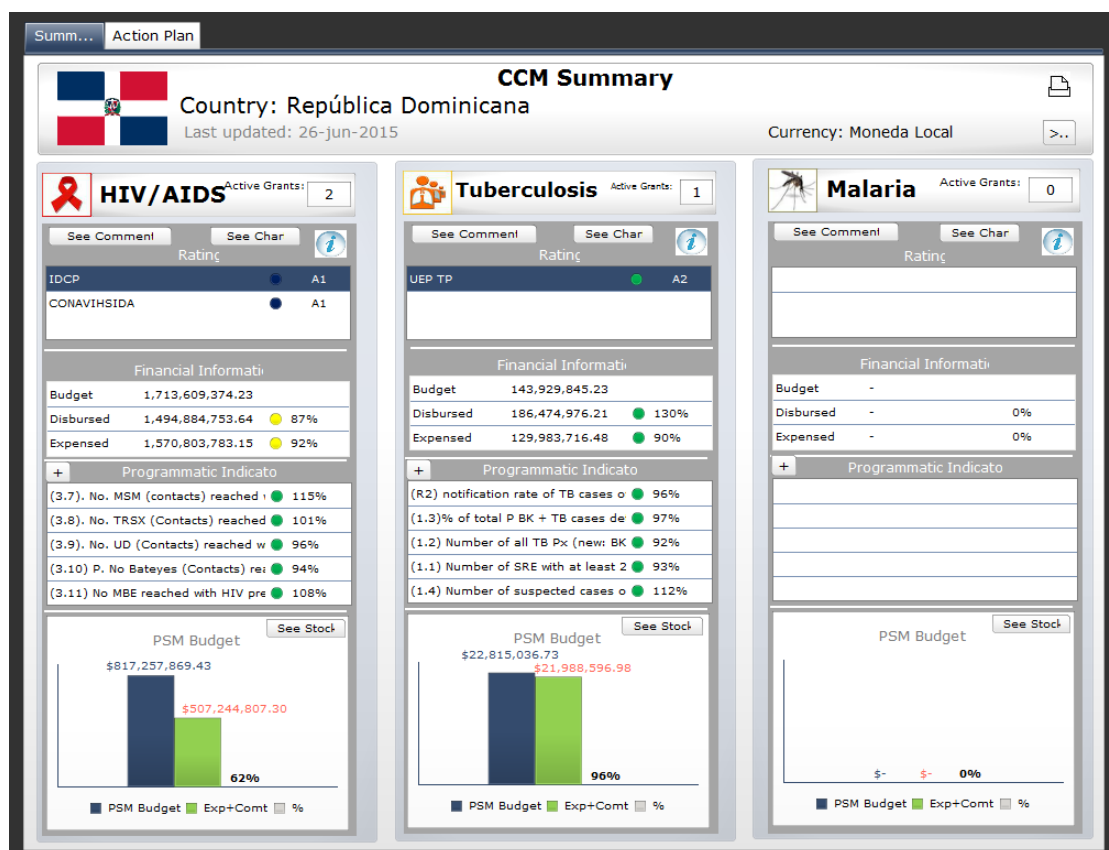 Summ... Action Plan
CCM Summary
Country: República Dominicana
Last updated: 26-jun-2015
Currency: Moneda Local
>..
HIV/AIDS Active Grants: 2
See Comment See Char
Rating
IDCP A1
CONAVIHSIDA A1
Financial Informati
Budget 1,713,609,374.23
Disbursed 1,494,884,753.64 87%
Expensed 1,570,803,783.15 92%
+ Programmatic Indicato
(3.7). No. MSM (contacts) reached 115%
(3.8). No. TRSX (Contacts) reached 101%
(3.9). No. UD (Contacts) reached w 96%
(3.10) P. No Bateyes (Contacts) rea 94%
(3.11) No MBE reached with HIV pre 108%
See Stock
PSM Budget
$817,257,869.43
$507,244,807.30
62%
PSM Budget Exp+Comt %
Tuberculosis Active Grants: 1
See Comment See Char
Rating
UEP TP A2
Financial Informati
Budget 143,929,845.23
Disbursed 186,474,976.21 130%
Expensed 129,983,716.48 90%
+ Programmatic Indicato
(R2) notification rate of TB cases o 96%
(1.3)% of total P BK + TB cases de 97%
(1.2) Number of all TB Px (new: BK 92%
(1.1) Number of SRE with at least 2 93%
(1.4) Number of suspected cases o 112%
See Stock
PSM Budget
$22,815,036.73
$21,988,596.98
96%
PSM Budget Exp+Comt %
Malaria Active Grants: 0
See Comment See Char
Rating
Financial Informati
Budget -
Disbursed - 0%
Expensed - 0%
+ Programmatic Indicato
See Stock
PSM Budget
$- $- 0%
PSM Budget Exp+Comt %